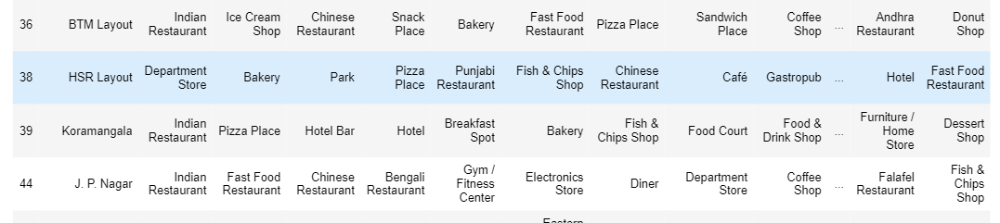 36 BTM Layout Indian Restaurant Ice Cream Shop Chinese Restaurant Snack Place Bakery Fast Food Restaurant Pizza Place Sandwich Place Coffee Shop ... Andhra Restaurant Donut Shop
38 HSR Layout Department Store Bakery Park Pizza Place Punjabi Restaurant Fish & Chips Shop Chinese Restaurant Café Gastropub ... Hotel Fast Food Restaurant
39 Koramangala Indian Restaurant Pizza Place Hotel Bar Hotel Breakfast Spot Bakery Fish & Chips Shop Food Court Food & Drink Shop ... Furniture / Home Store Dessert Shop
44 J. P. Nagar Indian Restaurant Fast Food Restaurant Chinese Restaurant Bengali Restaurant Gym / Fitness Center Electronics Store Diner Department Store Coffee Shop ... Falafel Restaurant Fish & Chips Shop